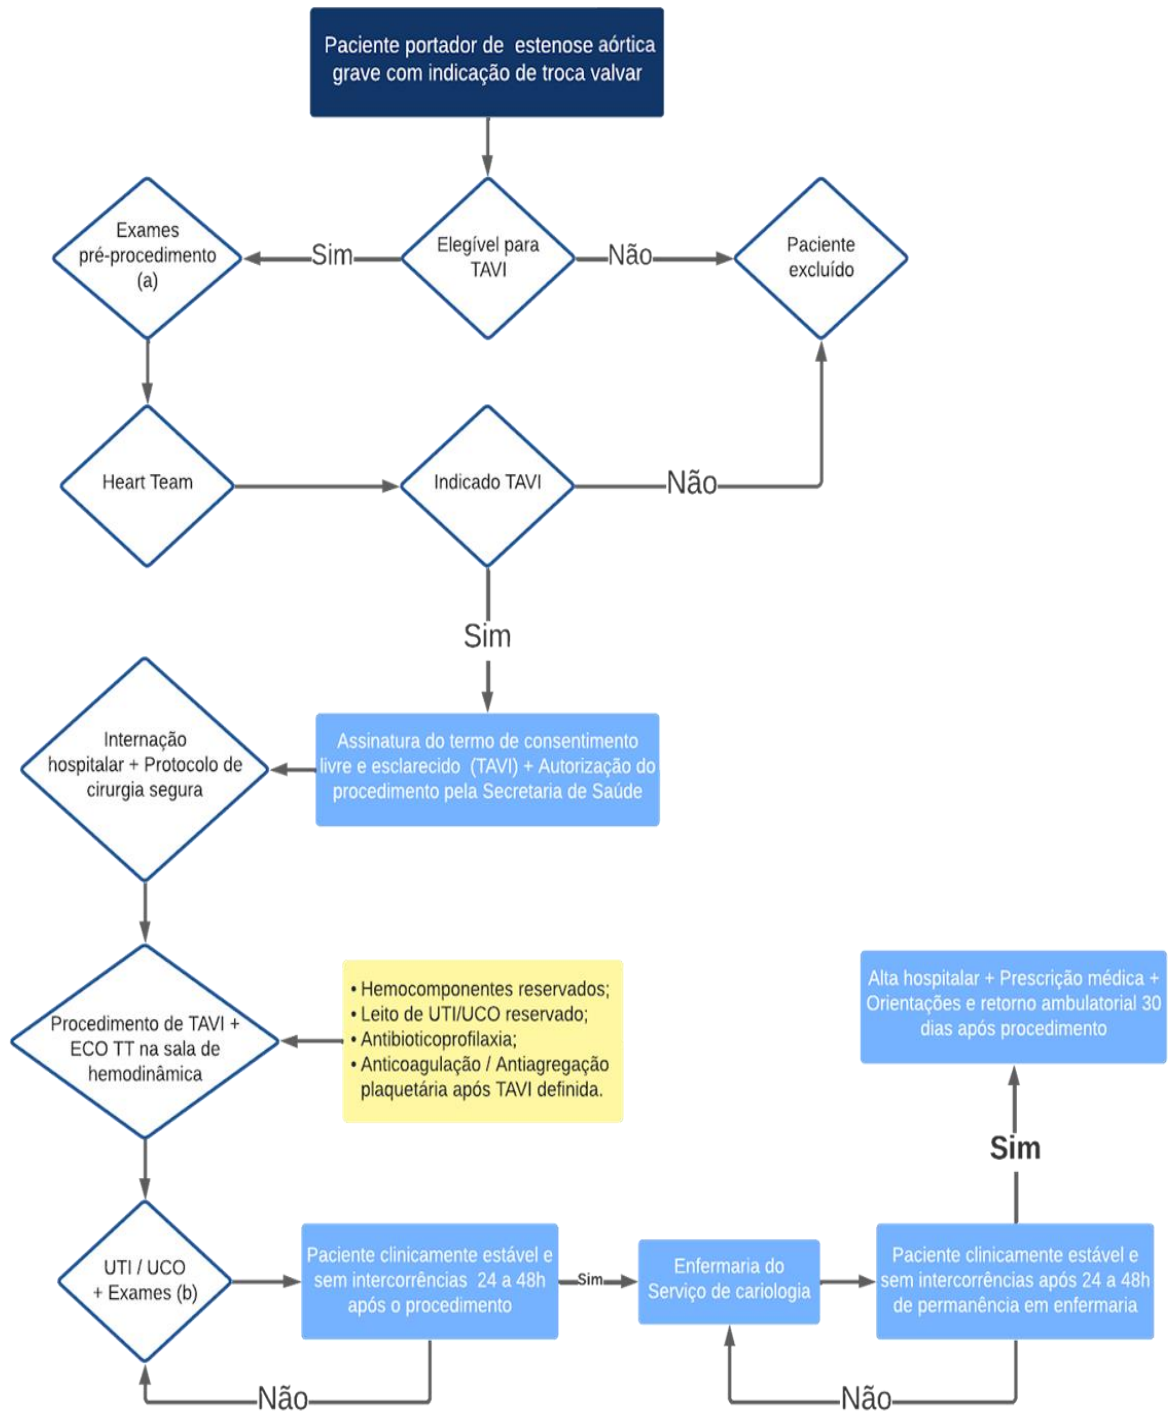 Paciente portador de estenose aórtica
grave com indicação de troca valvar
Exames
pré-procedimento
(a)
Sim
Elegível para
TAVI
Não
Paciente
excluído
Heart Team
Indicado TAVI
Não
Sim
Assinatura do termo de consentimento
livre e esclarecido (TAVI) + Autorização do
procedimento pela Secretaria de Saúde
Internação
hospitalar + Protocolo de
cirurgia segura
Procedimento de TAVI +
ECO TT na sala de
hemodinâmica
• Hemocomponentes reservados;
• Leito de UTI/UCO reservado;
• Antibioticoprofilaxia;
• Anticoagulação / Antiagregação
plaquetária após TAVI definida.
UTI / UCO
+ Exames (b)
Paciente clinicamente estável e
sem intercorrências 24 a 48h
após o procedimento
Sim
Não
Enfermaria do
Serviço de cariologia
Paciente clinicamente estável e
sem intercorrências após 24 a 48h
de permanência em enfermaria
Não
Sim
Alta hospitalar + Prescrição médica +
Orientações e retorno ambulatorial 30
dias após procedimento